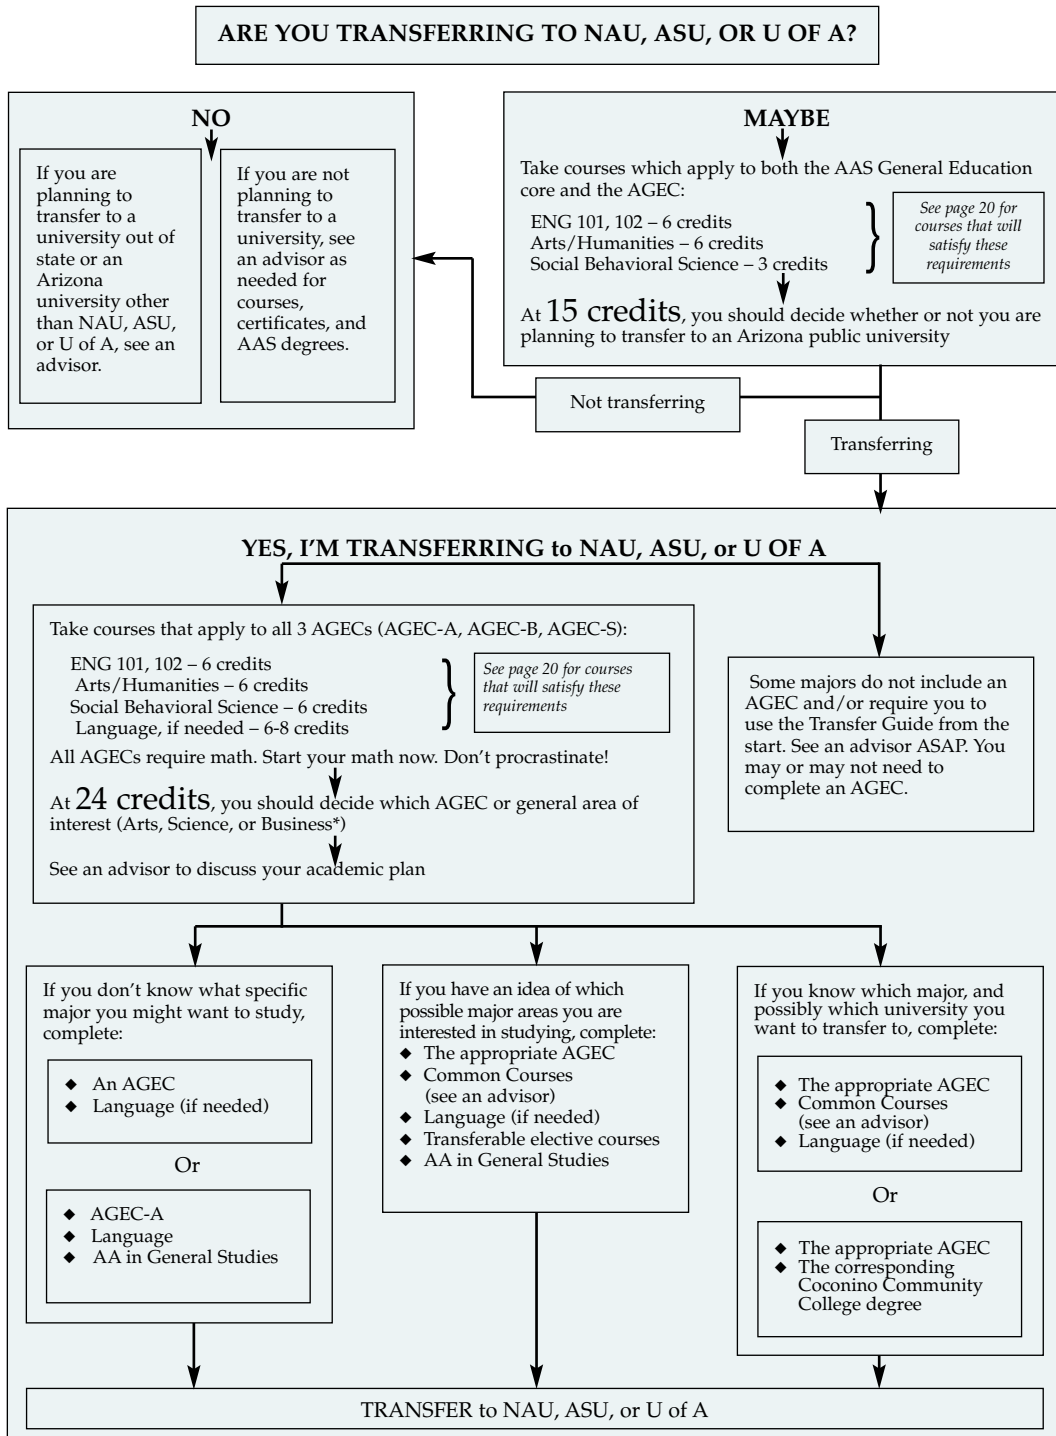 ARE YOU TRANSFERRING TO NAU, ASU, OR U OF A?
NO
If you are
planning to
transfer to a
university out of
state or an
Arizona
university other
than NAU, ASU,
or U of A, see an
advisor.
If you are not
planning to
transfer to a
university, see
an advisor as
needed for
courses,
certificates, and
AAS degrees.
MAYBE
Take courses which apply to both the AAS General Education
core and the AGEC:
ENG 101, 102 – 6 credits
Arts/Humanities – 6 credits
Social Behavioral Science – 3 credits
See page 20 for
courses that will
satisfy these
requirements
At 15 credits, you should decide whether or not you are
planning to transfer to an Arizona public university
Not transferring
Transferring
YES, I'M TRANSFERRING to NAU, ASU, or U OF A
Take courses that apply to all 3 AGECs (AGEC-A, AGEC-B, AGEC-S):
ENG 101, 102 – 6 credits
Arts/Humanities – 6 credits
Social Behavioral Science – 6 credits
Language, if needed – 6-8 credits
See page 20 for courses
that will satisfy these
requirements
All AGECs require math. Start your math now. Don't procrastinate!
At 24 credits, you should decide which AGEC or general area of
interest (Arts, Science, or Business*)
See an advisor to discuss your academic plan
Some majors do not include an
AGEC and/or require you to
use the Transfer Guide from the
start. See an advisor ASAP. You
may or may not need to
complete an AGEC.
If you don't know what specific
major you might want to study,
complete:
◆ An AGEC
◆ Language (if needed)
Or
◆ AGEC-A
◆ Language
◆ AA in General Studies
If you have an idea of which
possible major areas you are
interested in studying, complete:
◆ The appropriate AGEC
◆ Common Courses
(see an advisor)
◆ Language (if needed)
◆ Transferable elective courses
◆ AA in General Studies
If you know which major, and
possibly which university you
want to transfer to, complete:
◆ The appropriate AGEC
◆ Common Courses
(see an advisor)
◆ Language (if needed)
Or
◆ The appropriate AGEC
◆ The corresponding
Coconino Community
College degree
TRANSFER to NAU, ASU, or U of A